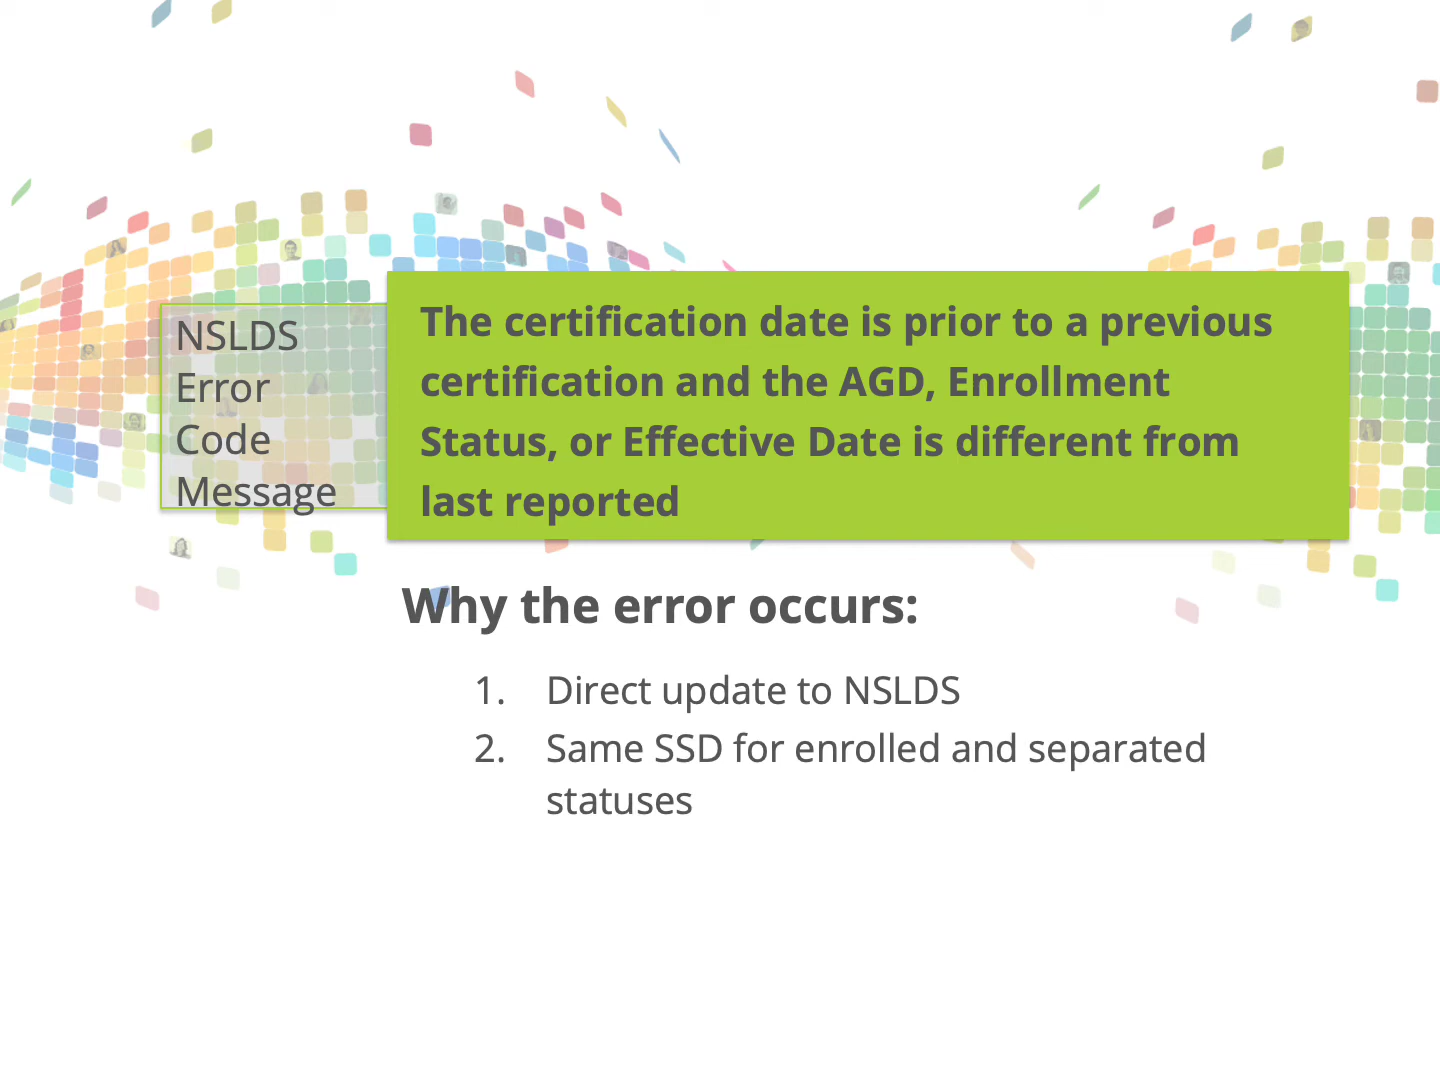 NSLDS
Error
Code
Message
The certification date is prior to a previous
certification and the AGD, Enrollment
Status, or Effective Date is different from
last reported
Why the error occurs:
1. Direct update to NSLDS
2. Same SSD for enrolled and separated
statuses